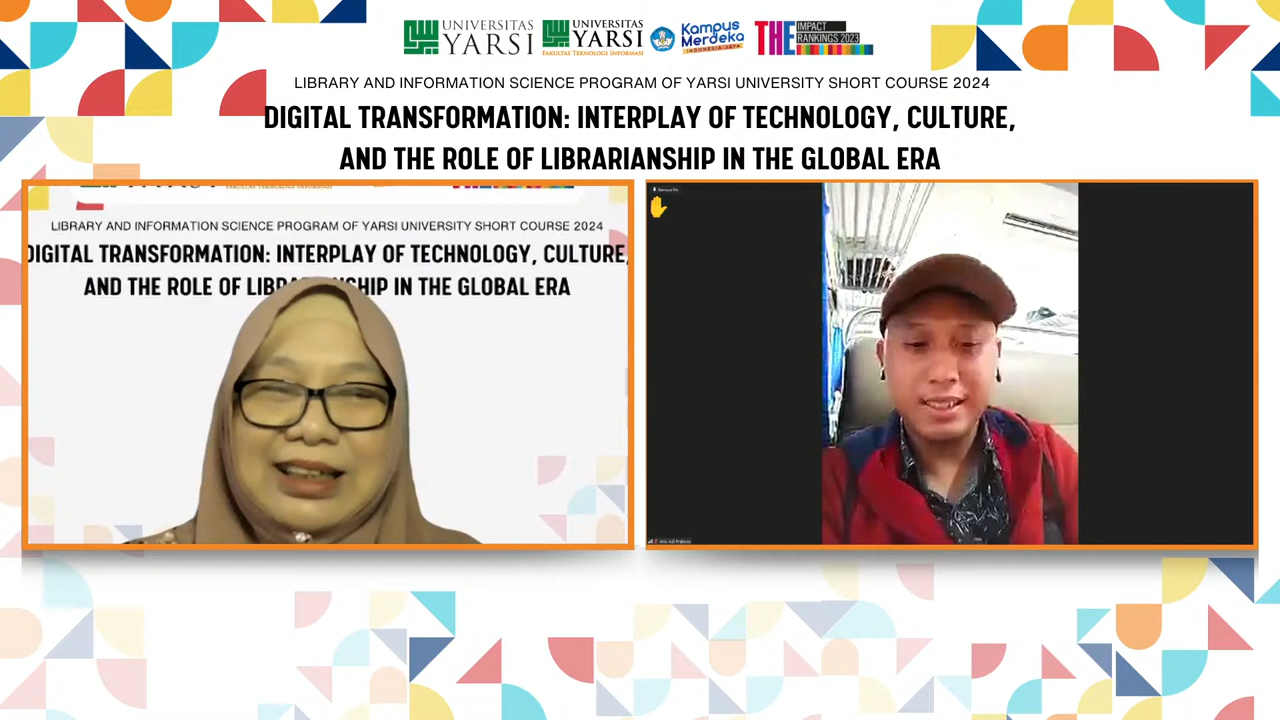 UNIVERSITAS
YARSI
UNIVERSITAS
YARSI
FAKULTAS TEKNOLOGI INFORMASI
Kampus
Merdeka
INDONESIA JAYA
THE IMPACT
RANKINGS 2023
LIBRARY AND INFORMATION SCIENCE PROGRAM OF YARSI UNIVERSITY SHORT COURSE 2024
DIGITAL TRANSFORMATION: INTERPLAY OF TECHNOLOGY, CULTURE,
AND THE ROLE OF LIBRARIANSHIP IN THE GLOBAL ERA
LIBRARY AND INFORMATION SCIENCE PROGRAM OF YARSI UNIVERSITY SHORT COURSE 2024
DIGITAL TRANSFORMATION: INTERPLAY OF TECHNOLOGY, CULTURE,
AND THE ROLE OF LIBR SHIP IN THE GLOBAL ERA